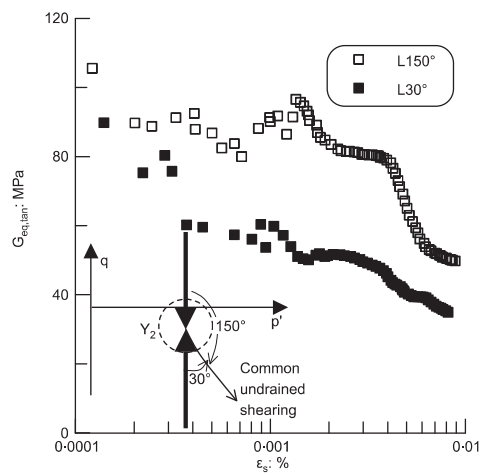 120
L150°
L30°
80
G_eq,tan: MPa
q
40
p'
Y₂
150°
30°
Common
undrained
shearing
0
0·0001
0·001
0·01
ε_s: %